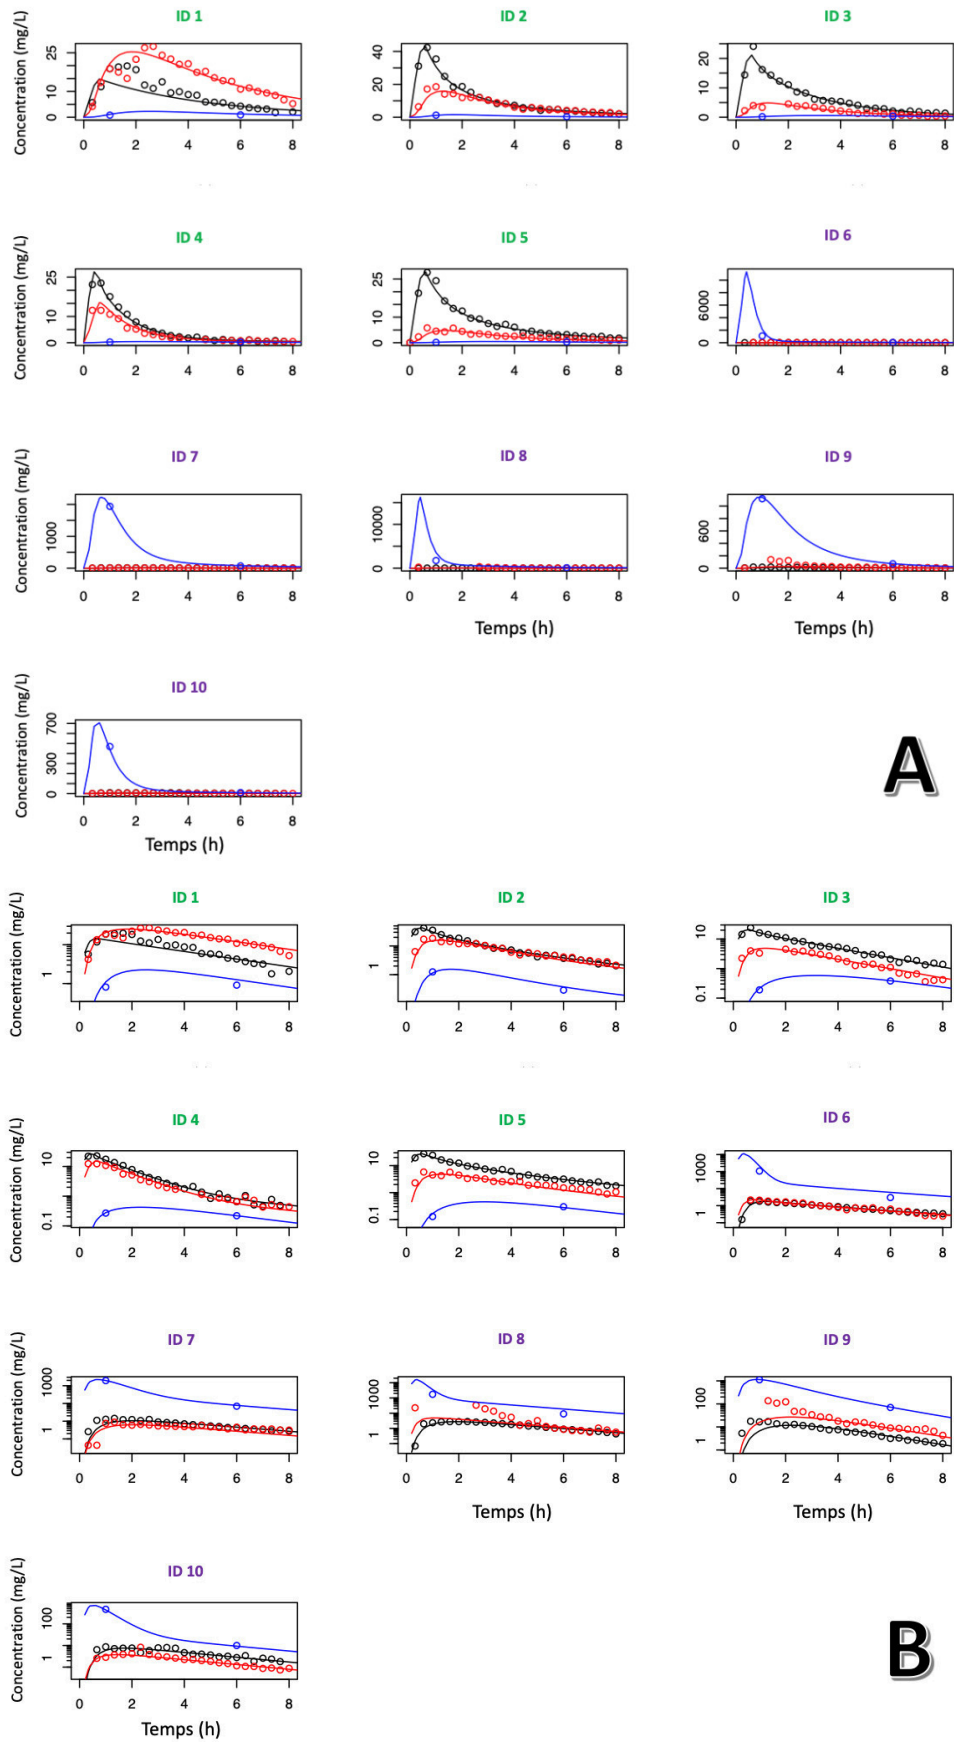 ID 1
ID 2
ID 3
Concentration (mg/L)
25
10
0
40
20
0
20
10
0
0 2 4 6 8
0 2 4 6 8
0 2 4 6 8
ID 4
ID 5
ID 6
Concentration (mg/L)
25
10
0
25
10
0
6000
0
0 2 4 6 8
0 2 4 6 8
0 2 4 6 8
ID 7
ID 8
ID 9
Concentration (mg/L)
1000
0
10000
0
600
0
0 2 4 6 8
0 2 4 6 8
0 2 4 6 8
Temps (h)
Temps (h)
ID 10
Concentration (mg/L)
700
300
0
0 2 4 6 8
Temps (h)
A
ID 1
ID 2
ID 3
Concentration (mg/L)
1
1
10
0.1
0 2 4 6 8
0 2 4 6 8
0 2 4 6 8
ID 4
ID 5
ID 6
Concentration (mg/L)
10
0.1
10
0.1
1000
1
0 2 4 6 8
0 2 4 6 8
0 2 4 6 8
ID 7
ID 8
ID 9
Concentration (mg/L)
1000
1
1000
1
100
1
0 2 4 6 8
0 2 4 6 8
0 2 4 6 8
Temps (h)
Temps (h)
ID 10
Concentration (mg/L)
100
1
0 2 4 6 8
Temps (h)
B